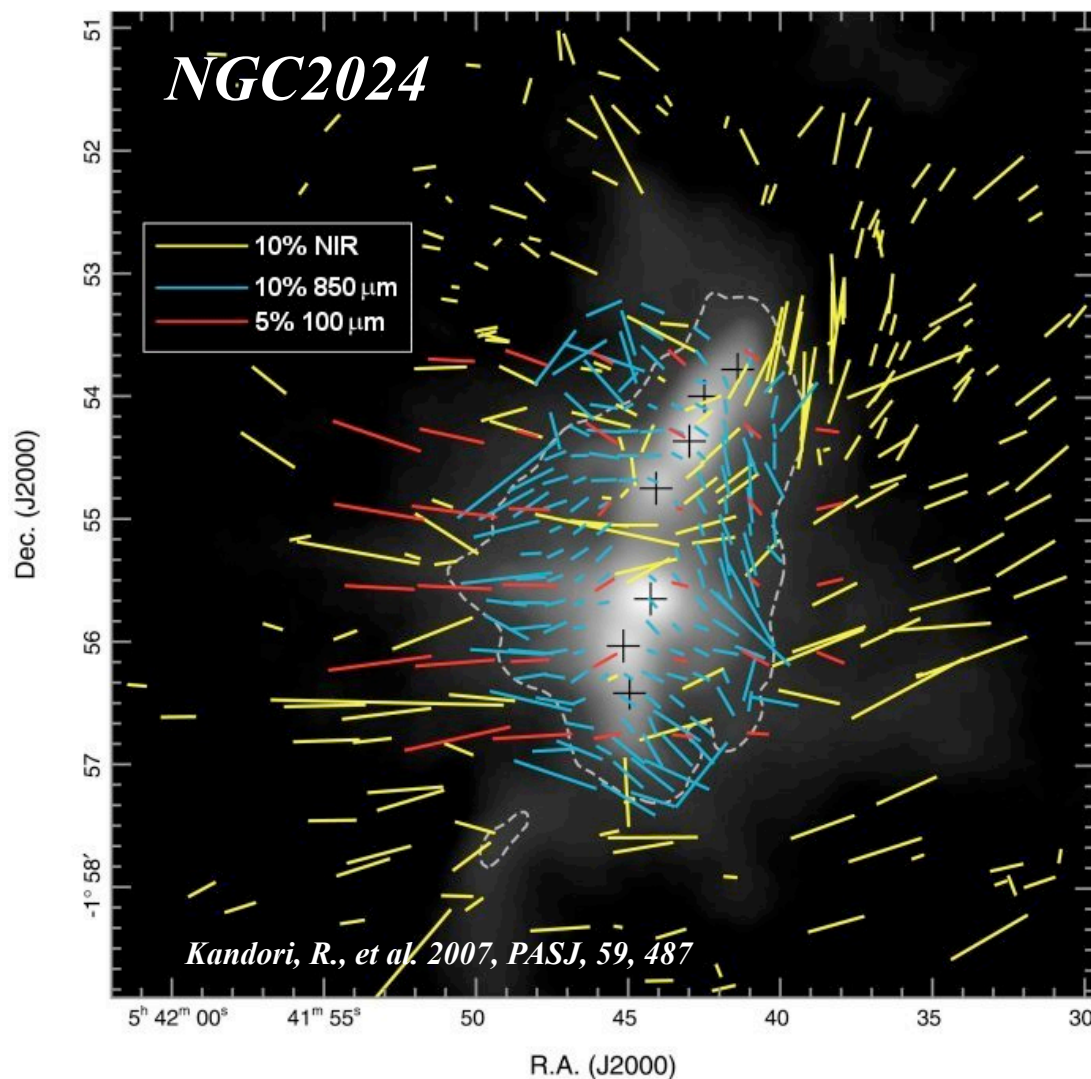 NGC2024
10% NIR
10% 850 μm
5% 100 μm
51
52
53
54
55
56
57
-1° 58′
Dec. (J2000)
Kandori, R., et al. 2007, PASJ, 59, 487
5ʰ 42ᵐ 00ˢ 41ᵐ 55ˢ 50 45 40 35 30
R.A. (J2000)